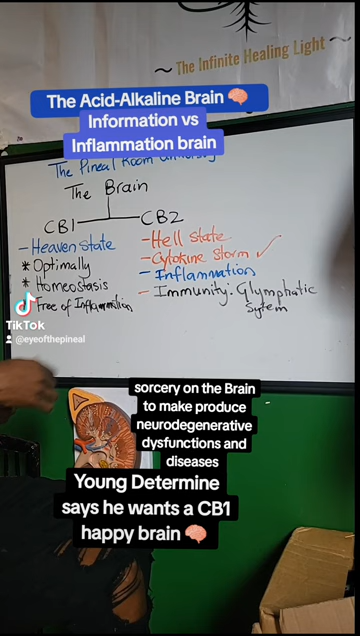 ~ The Infinite Healing Light ~
The Acid-Alkaline Brain 🧠
Information vs
Inflammation brain
The Pineal Room University
The Brain
CB1
CB2
- Heaven State
* Optimally
* Homeostasis
Free of Inflammation
- Hell State
- Cytokine Storm ✓
- Inflammation
- Immunity: Glymphatic
Sytem
TikTok
@eyeofthepineal
sorcery on the Brain
to make produce
neurodegenerative
dysfunctions and
diseases
Young Determine
says he wants a CB1
happy brain 🧠